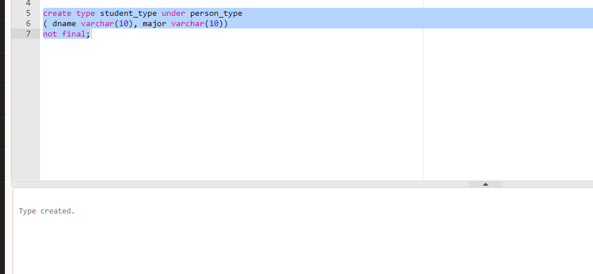 4
5 create type student_type under person_type
6 ( dname varchar(10), major varchar(10))
7 not final;
Type created.